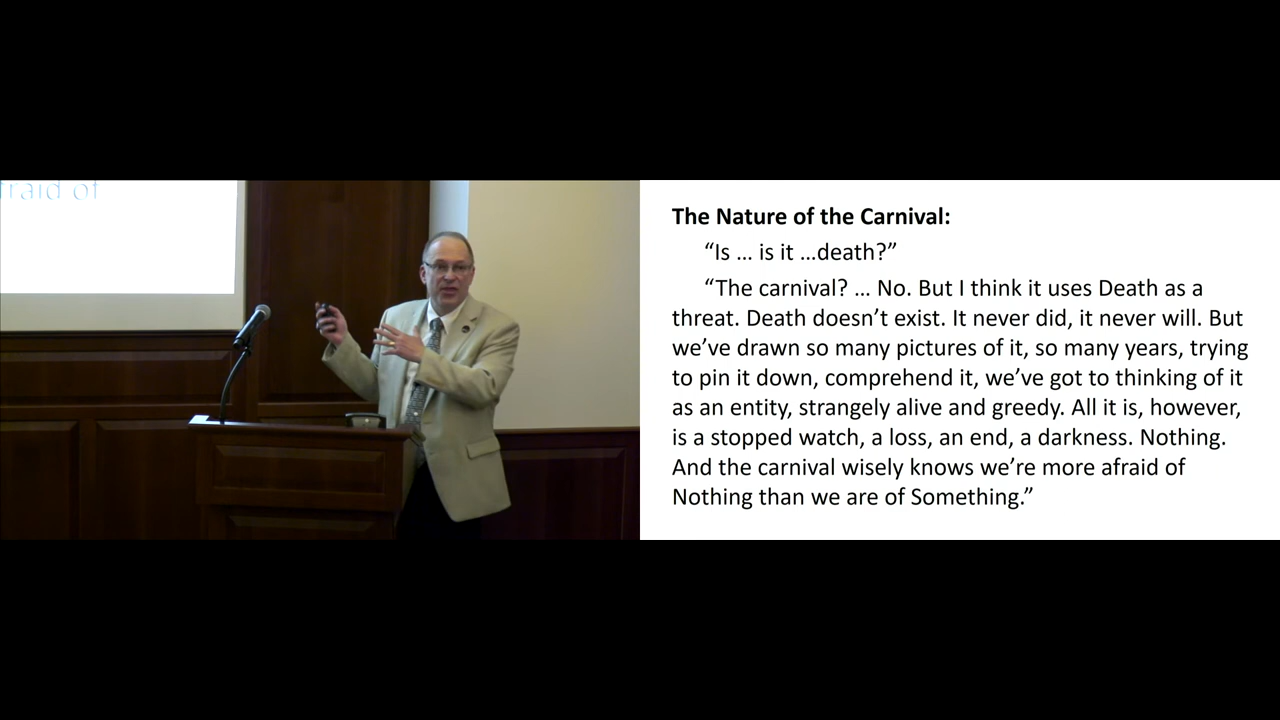 fraid of
The Nature of the Carnival:
“Is … is it …death?”
“The carnival? … No. But I think it uses Death as a
threat. Death doesn’t exist. It never did, it never will. But
we’ve drawn so many pictures of it, so many years, trying
to pin it down, comprehend it, we’ve got to thinking of it
as an entity, strangely alive and greedy. All it is, however,
is a stopped watch, a loss, an end, a darkness. Nothing.
And the carnival wisely knows we’re more afraid of
Nothing than we are of Something.”